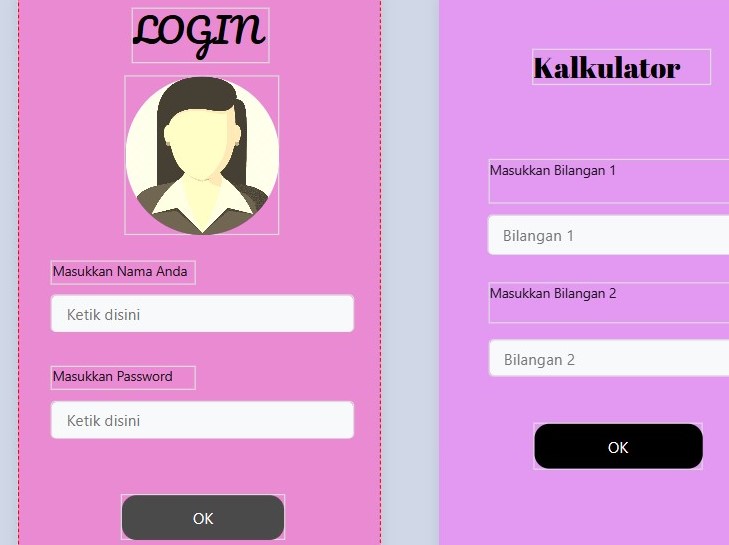 LOGIN
Masukkan Nama Anda
Ketik disini
Masukkan Password
Ketik disini
OK
Kalkulator
Masukkan Bilangan 1
Bilangan 1
Masukkan Bilangan 2
Bilangan 2
OK